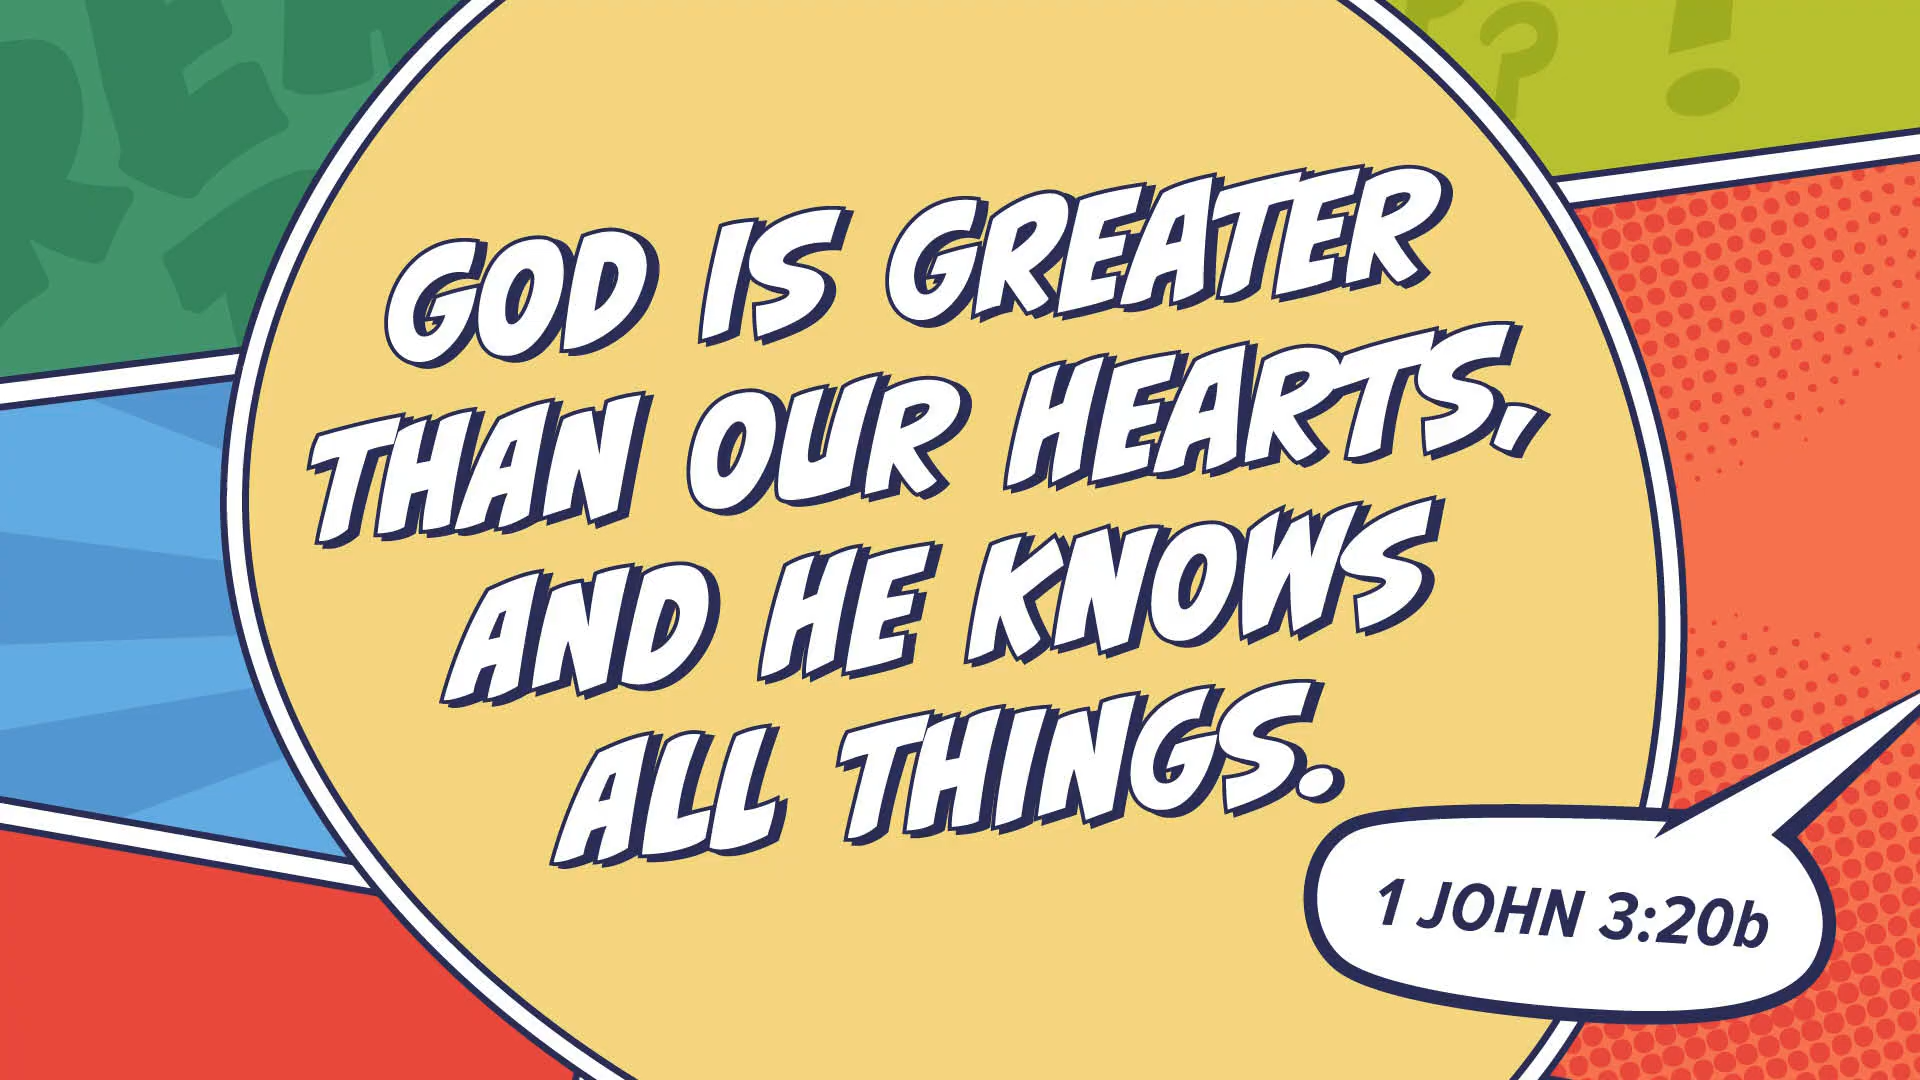 GOD IS GREATER
THAN OUR HEARTS,
AND HE KNOWS
ALL THINGS.
1 JOHN 3:20b